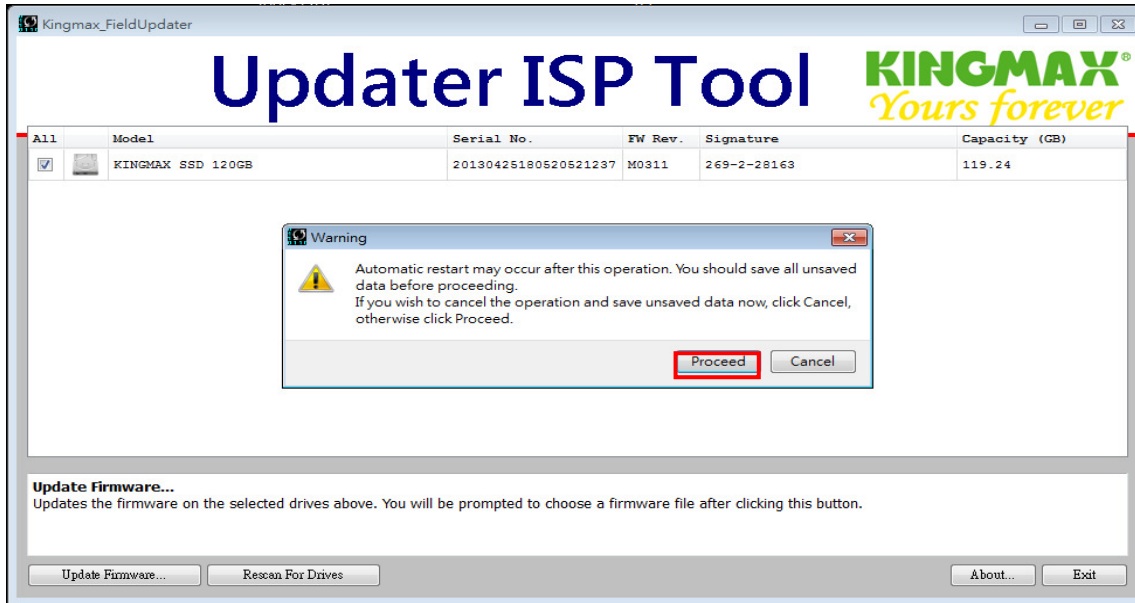 Kingmax_FieldUpdater
Updater ISP Tool
KINGMAX®
Yours forever
All Model Serial No. FW Rev. Signature Capacity (GB)
KINGMAX SSD 120GB 20130425180520521237 M0311 269-2-28163 119.24
Warning
Automatic restart may occur after this operation. You should save all unsaved
data before proceeding.
If you wish to cancel the operation and save unsaved data now, click Cancel,
otherwise click Proceed.
Proceed Cancel
Update Firmware...
Updates the firmware on the selected drives above. You will be prompted to choose a firmware file after clicking this button.
Update Firmware... Rescan For Drives About... Exit